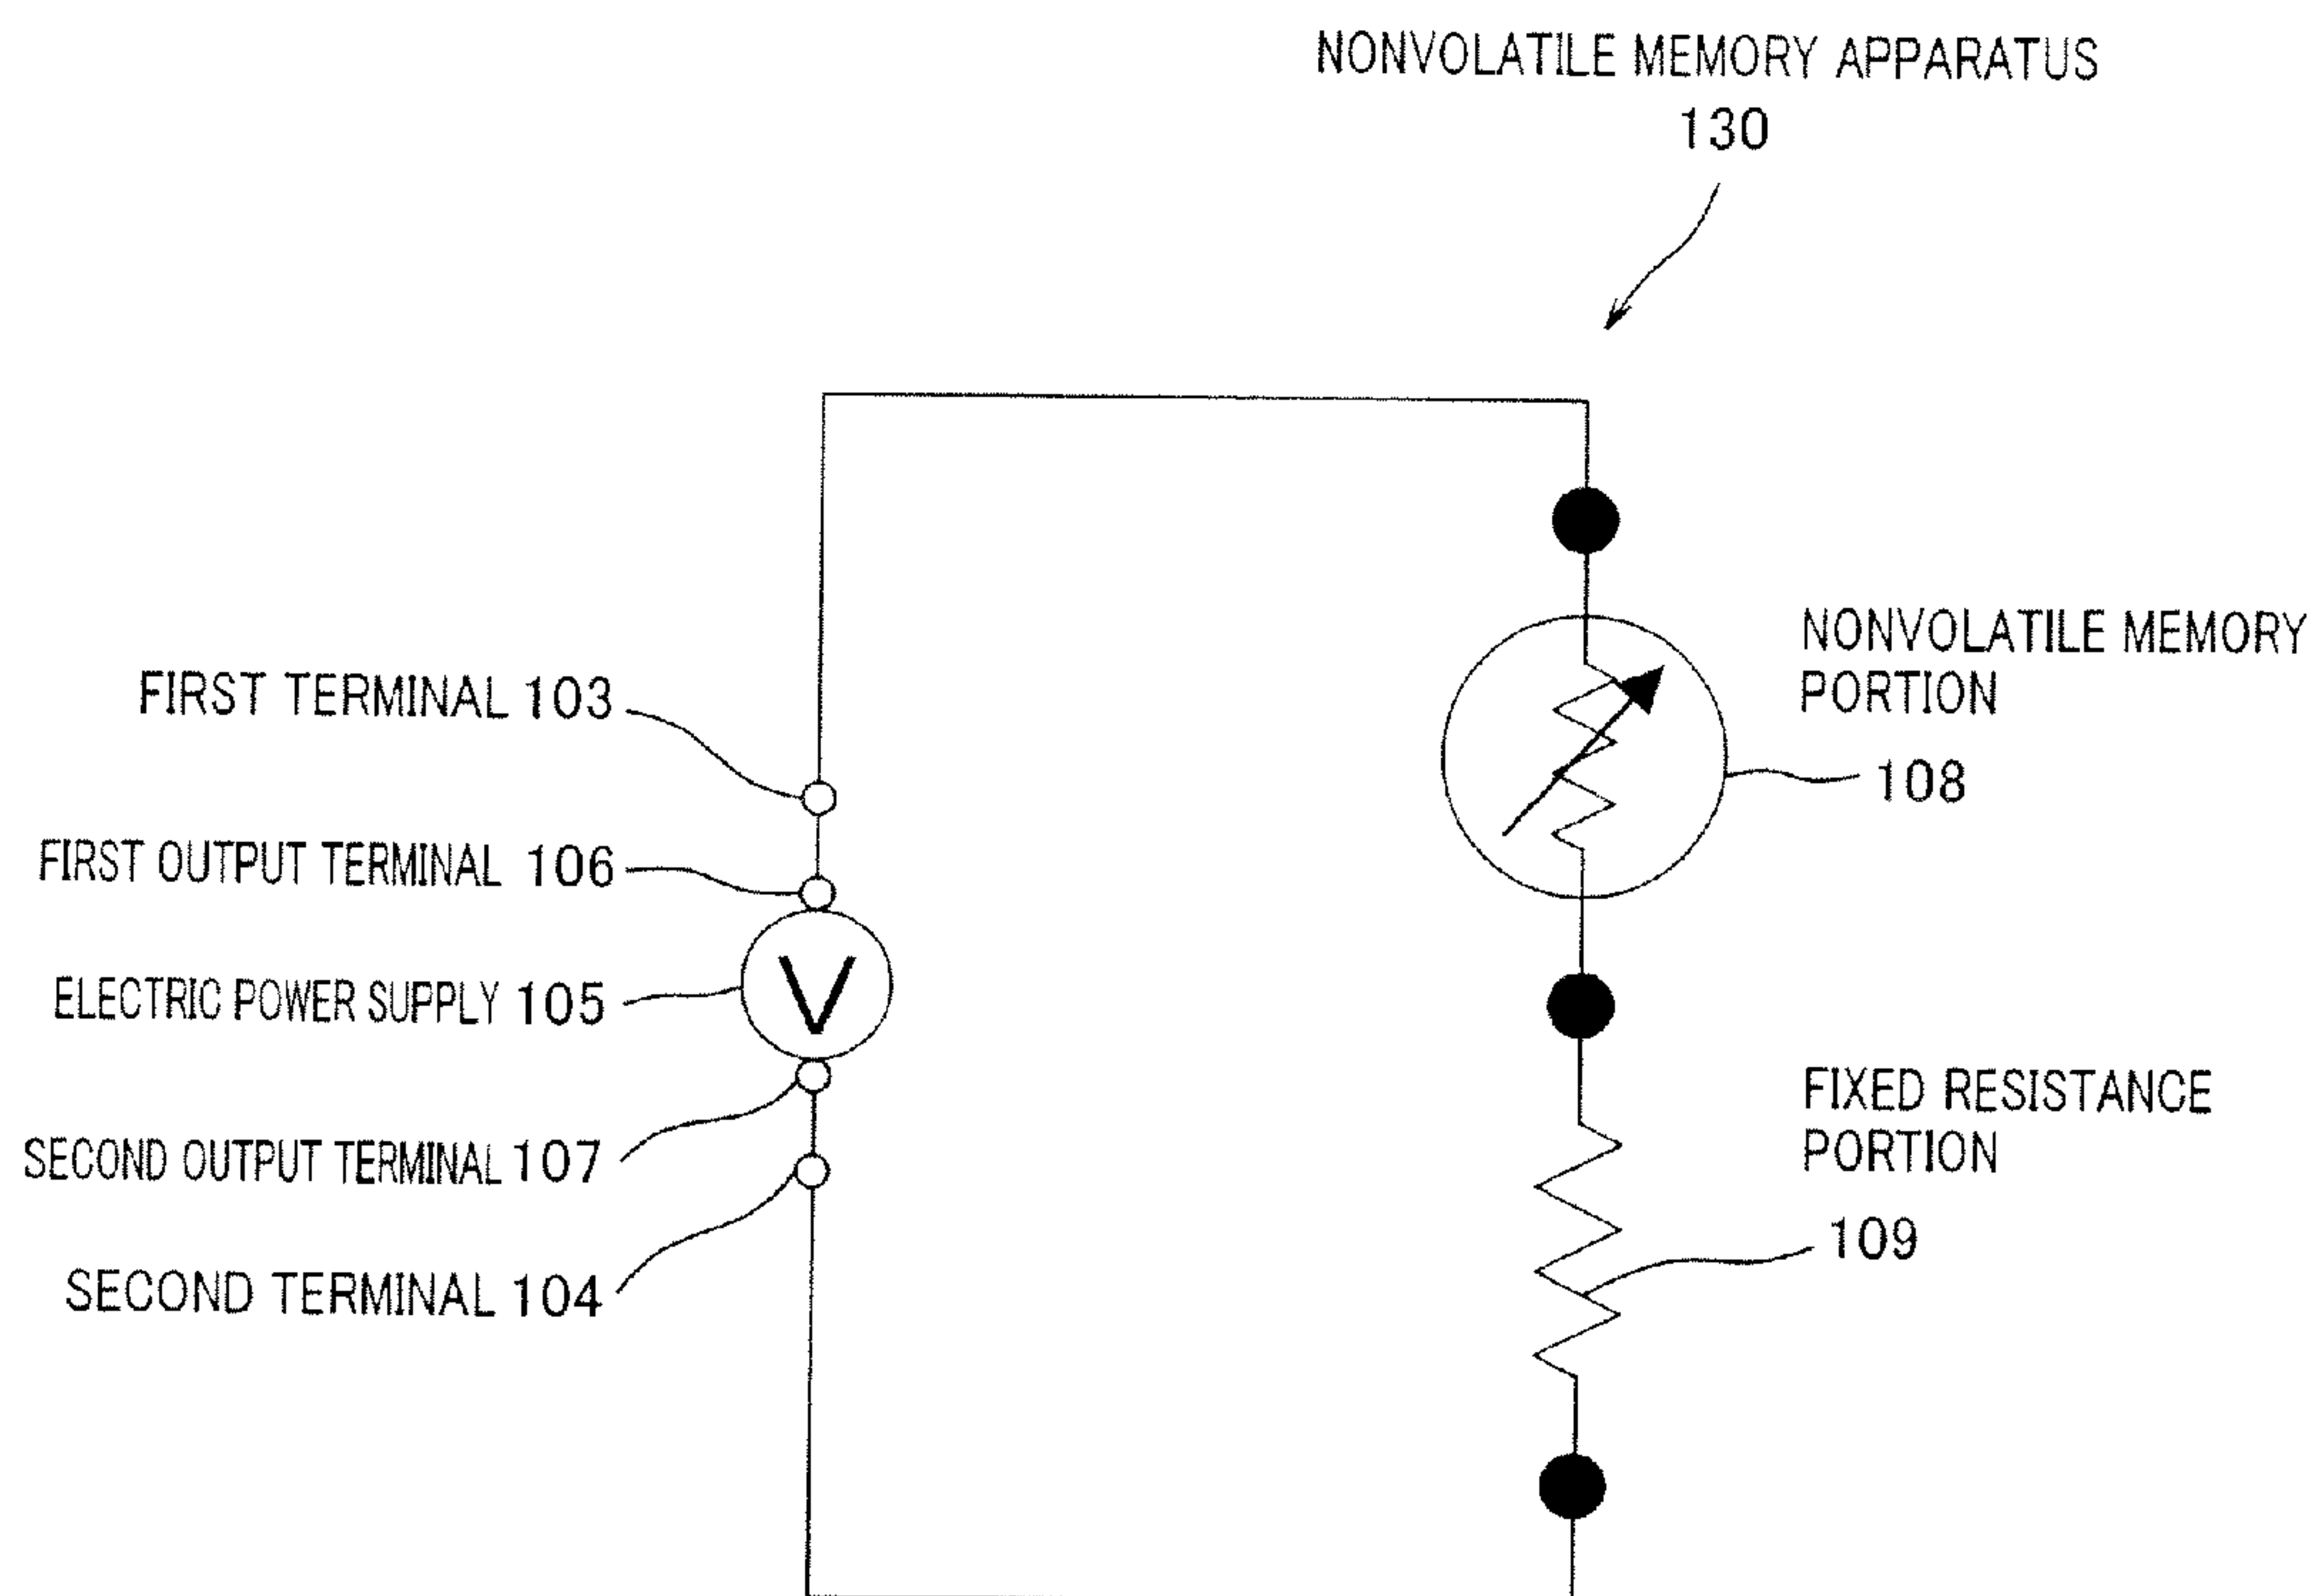 NONVOLATILE MEMORY APPARATUS
130
NONVOLATILE MEMORY
PORTION
108
FIRST TERMINAL 103
FIRST OUTPUT TERMINAL 106
V
ELECTRIC POWER SUPPLY 105
SECOND OUTPUT TERMINAL 107
SECOND TERMINAL 104
FIXED RESISTANCE
PORTION
109